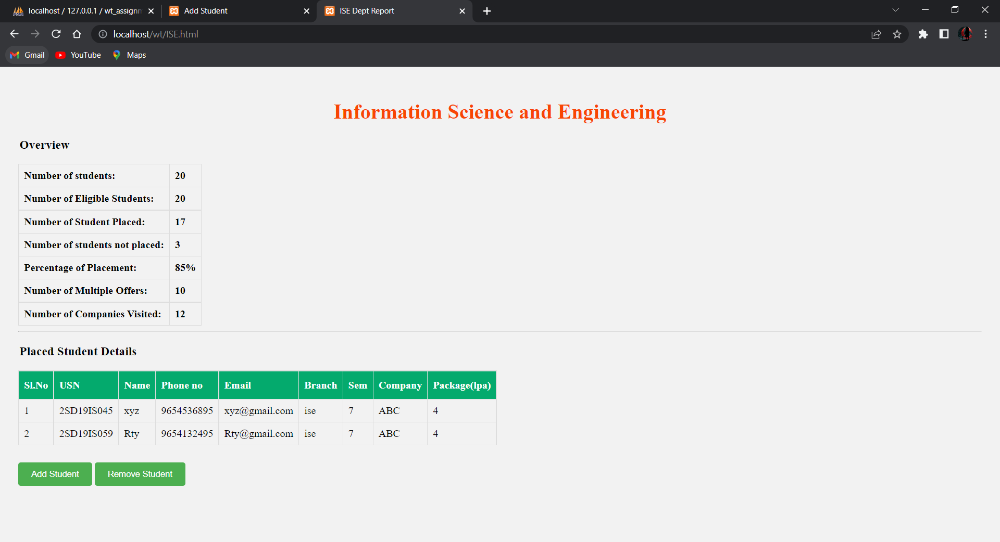 localhost / 127.0.0.1 / wt_assignm
Add Student
ISE Dept Report
localhost/wt/ISE.html
Gmail YouTube Maps
Information Science and Engineering
Overview
Number of students: 20
Number of Eligible Students: 20
Number of Student Placed: 17
Number of students not placed: 3
Percentage of Placement: 85%
Number of Multiple Offers: 10
Number of Companies Visited: 12
Placed Student Details
Sl.No USN Name Phone no Email Branch Sem Company Package(lpa)
1 2SD19IS045 xyz 9654536895 xyz@gmail.com ise 7 ABC 4
2 2SD19IS059 Rty 9654132495 Rty@gmail.com ise 7 ABC 4
Add Student Remove Student